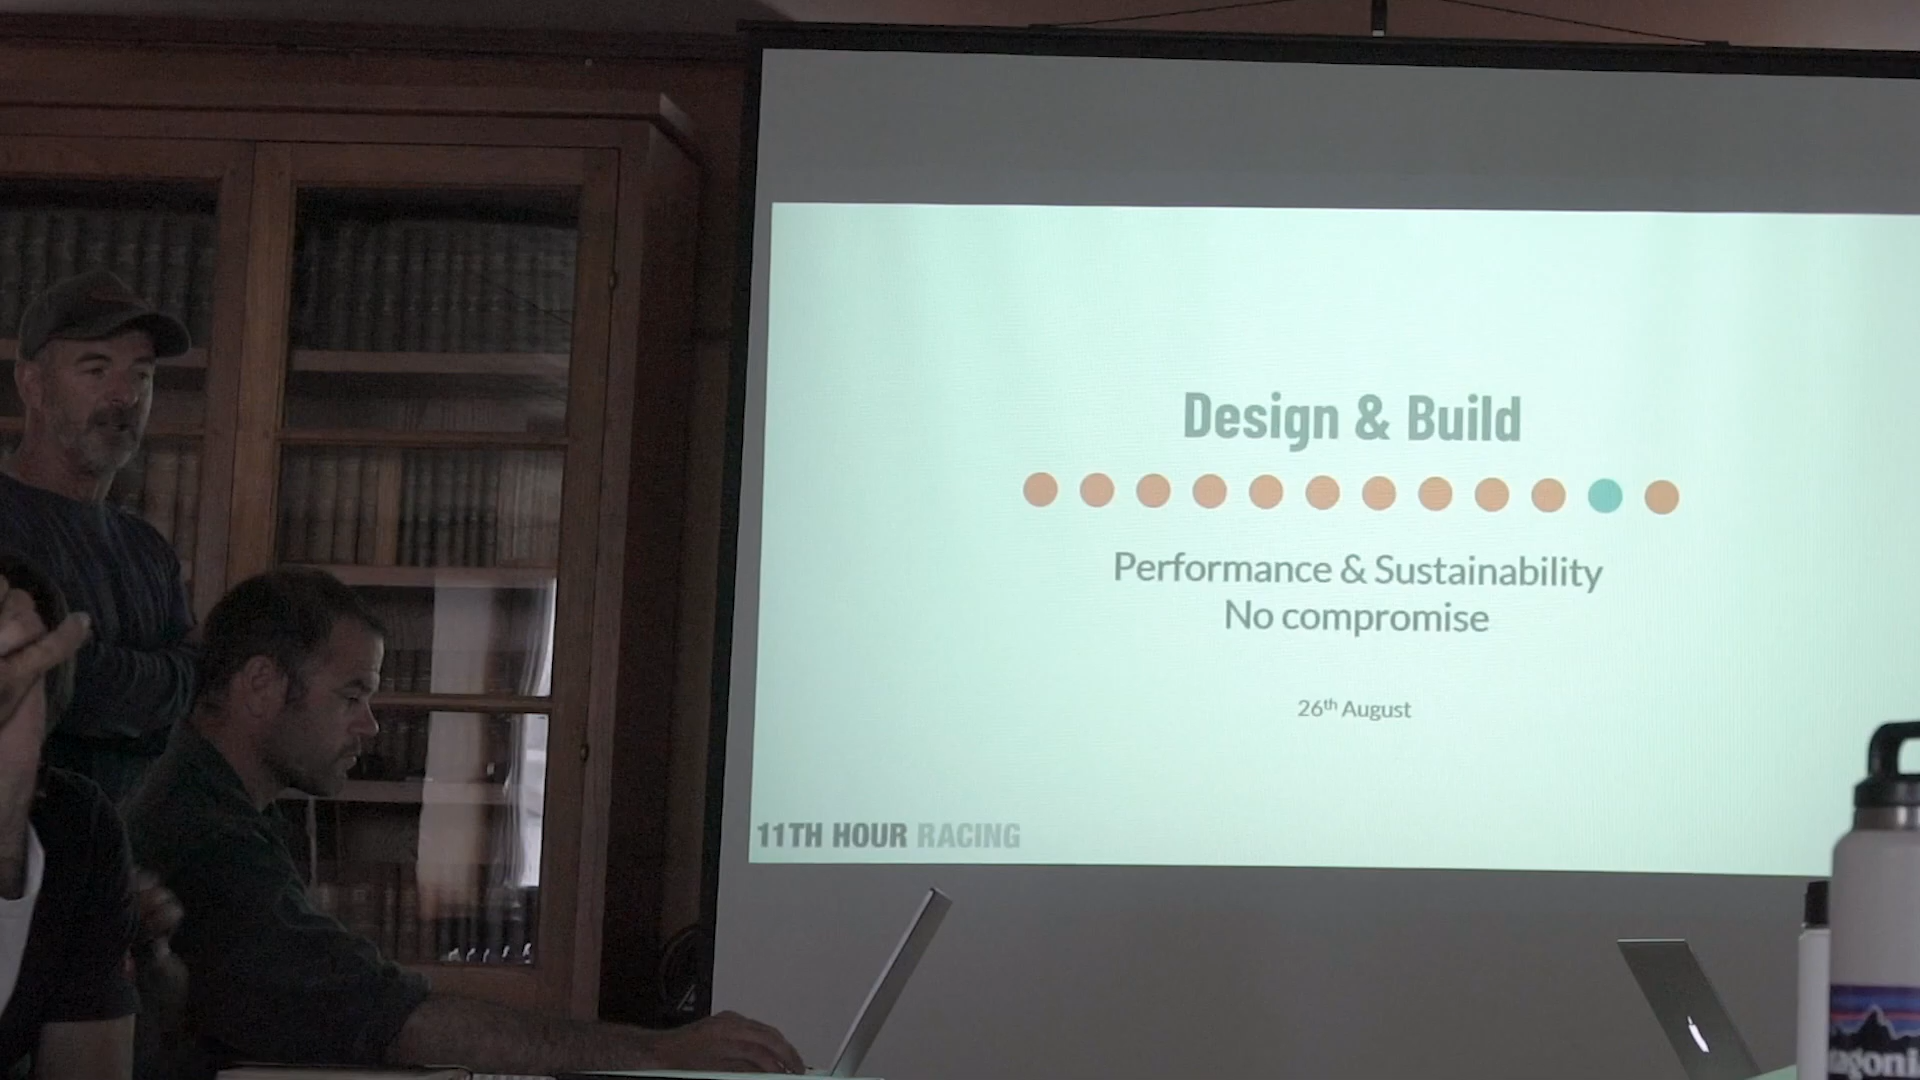 Design & Build
Performance & Sustainability
No compromise
26th August
11TH HOUR RACING